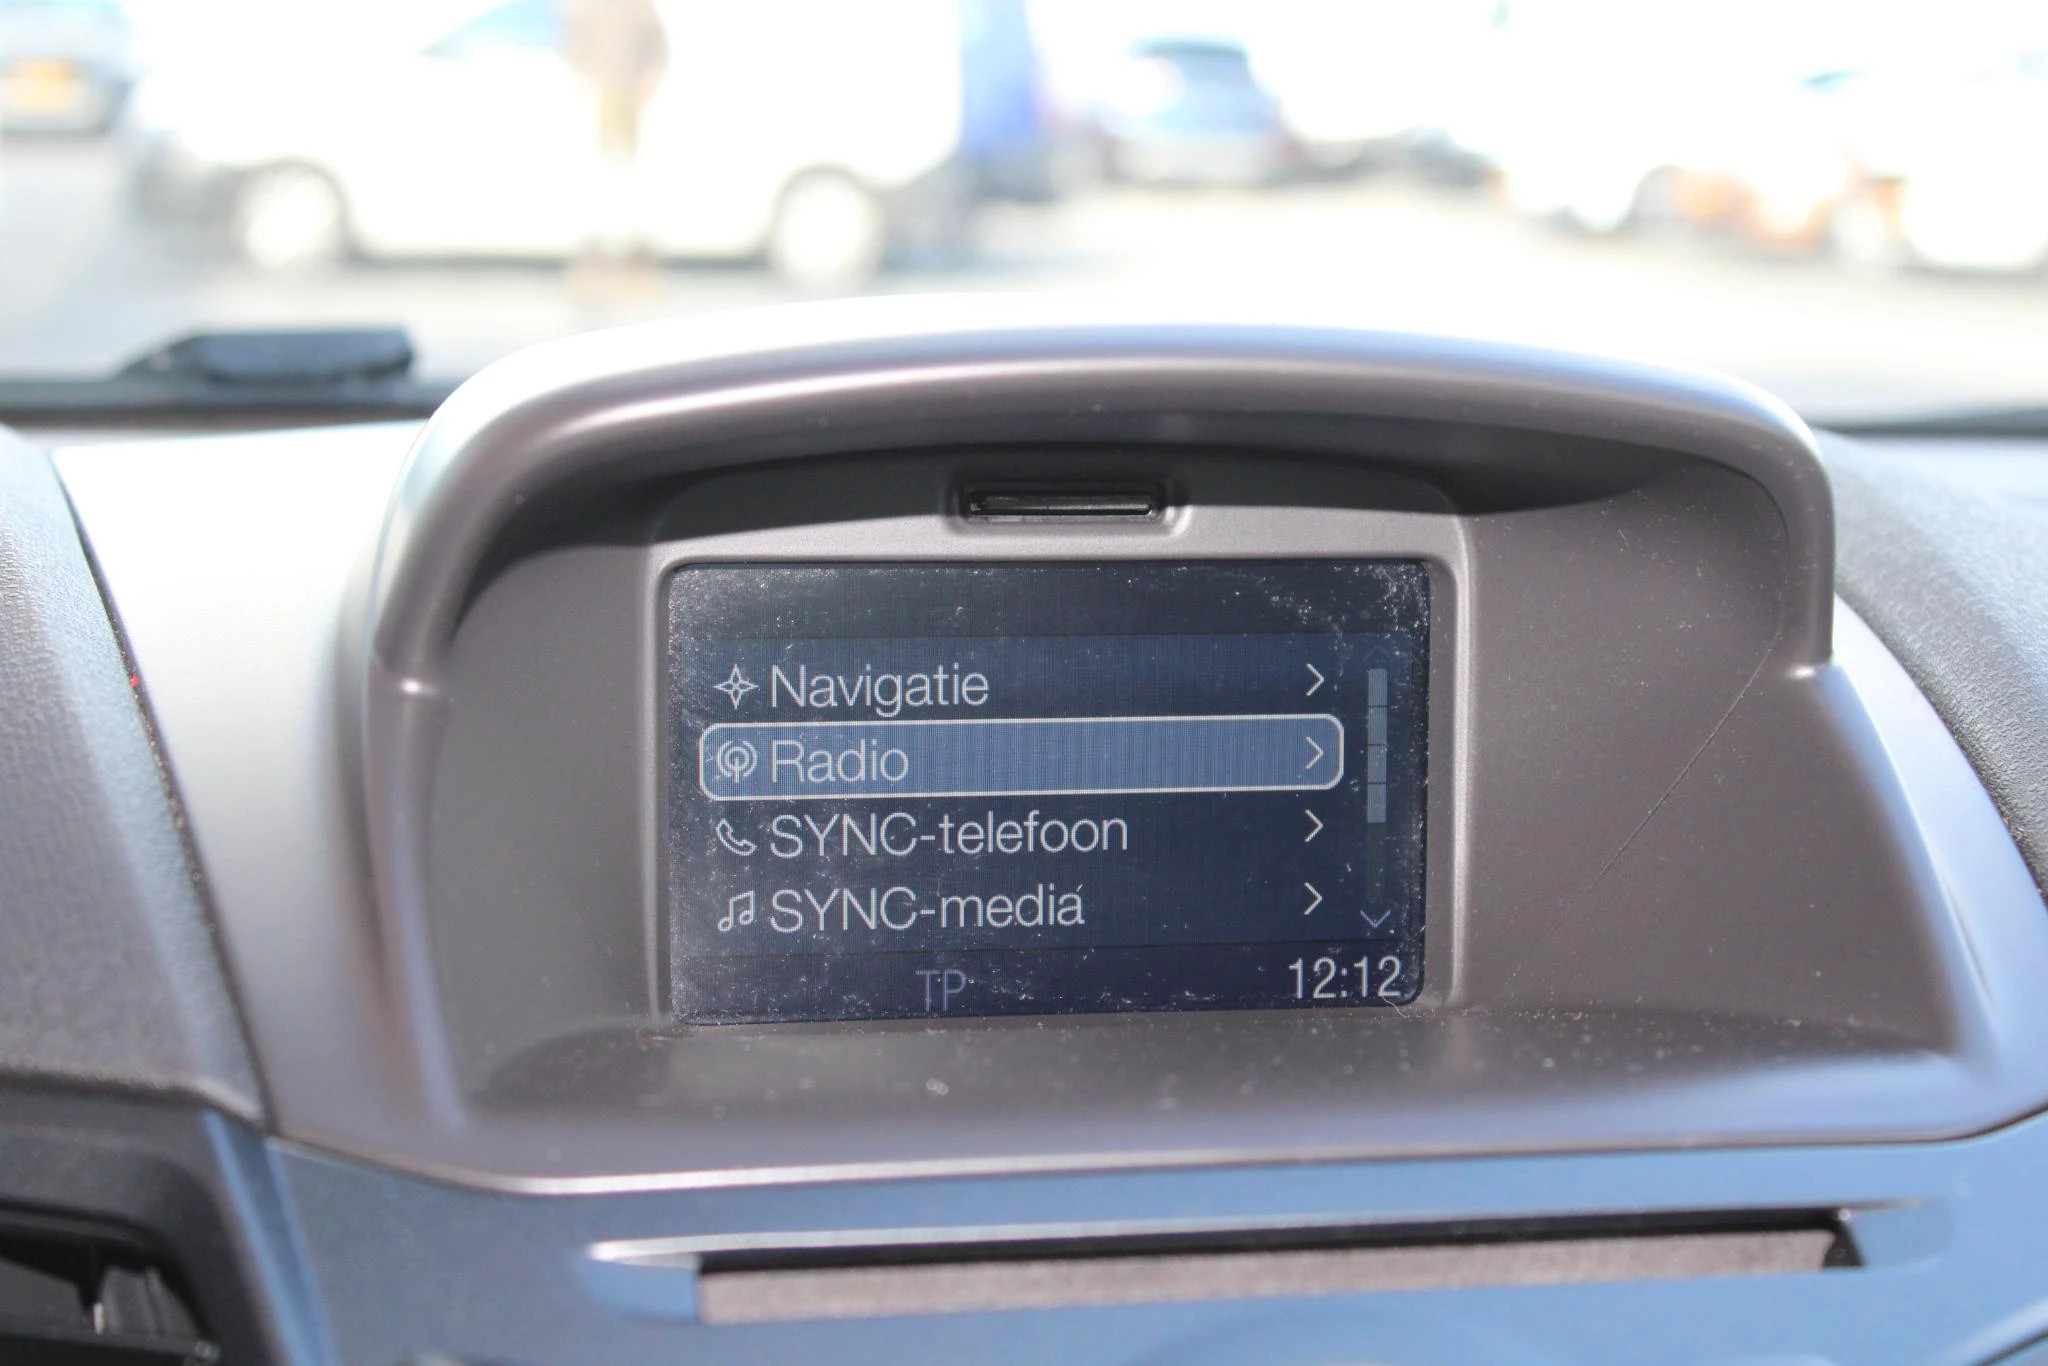 Navigatie
Radio
SYNC-telefoon
SYNC-media
TP 12:12